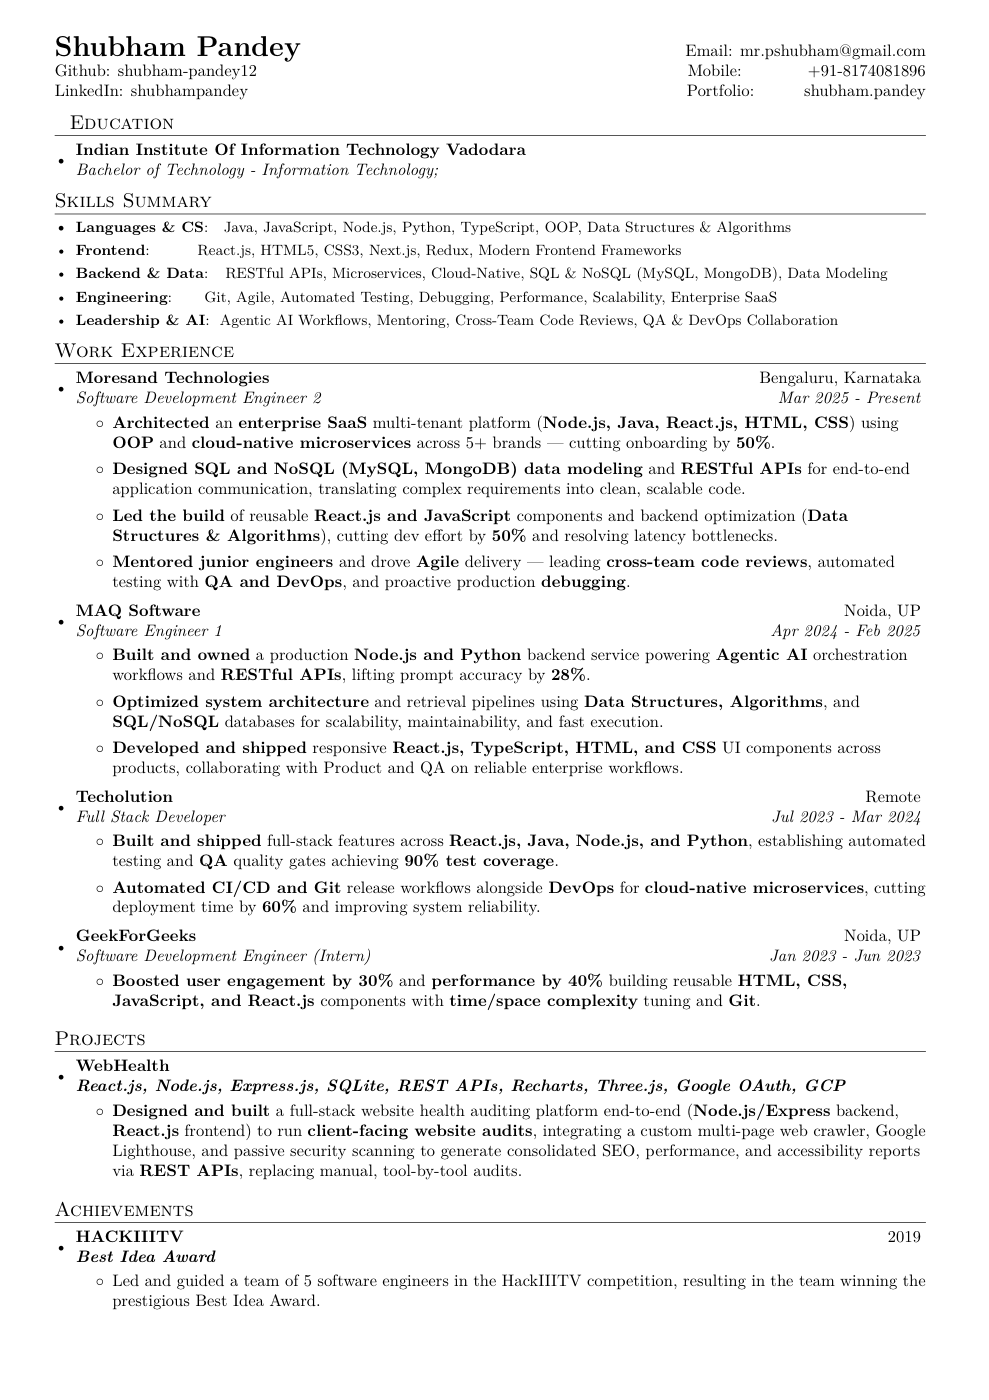 Shubham Pandey
Github: shubham-pandey12
LinkedIn: shubhampandey
Email: mr.pshubham@gmail.com
Mobile: +91-8174081896
Portfolio: shubham.pandey
Education
• Indian Institute Of Information Technology Vadodara
Bachelor of Technology - Information Technology;
Skills Summary
• Languages & CS: Java, JavaScript, Node.js, Python, TypeScript, OOP, Data Structures & Algorithms
• Frontend: React.js, HTML5, CSS3, Next.js, Redux, Modern Frontend Frameworks
• Backend & Data: RESTful APIs, Microservices, Cloud-Native, SQL & NoSQL (MySQL, MongoDB), Data Modeling
• Engineering: Git, Agile, Automated Testing, Debugging, Performance, Scalability, Enterprise SaaS
• Leadership & AI: Agentic AI Workflows, Mentoring, Cross-Team Code Reviews, QA & DevOps Collaboration
Work Experience
• Moresand Technologies Bengaluru, Karnataka
Software Development Engineer 2 Mar 2025 - Present
◦ Architected an enterprise SaaS multi-tenant platform (Node.js, Java, React.js, HTML, CSS) using
OOP and cloud-native microservices across 5+ brands — cutting onboarding by 50%.
◦ Designed SQL and NoSQL (MySQL, MongoDB) data modeling and RESTful APIs for end-to-end
application communication, translating complex requirements into clean, scalable code.
◦ Led the build of reusable React.js and JavaScript components and backend optimization (Data
Structures & Algorithms), cutting dev effort by 50% and resolving latency bottlenecks.
◦ Mentored junior engineers and drove Agile delivery — leading cross-team code reviews, automated
testing with QA and DevOps, and proactive production debugging.
• MAQ Software Noida, UP
Software Engineer 1 Apr 2024 - Feb 2025
◦ Built and owned a production Node.js and Python backend service powering Agentic AI orchestration
workflows and RESTful APIs, lifting prompt accuracy by 28%.
◦ Optimized system architecture and retrieval pipelines using Data Structures, Algorithms, and
SQL/NoSQL databases for scalability, maintainability, and fast execution.
◦ Developed and shipped responsive React.js, TypeScript, HTML, and CSS UI components across
products, collaborating with Product and QA on reliable enterprise workflows.
• Techolution Remote
Full Stack Developer Jul 2023 - Mar 2024
◦ Built and shipped full-stack features across React.js, Java, Node.js, and Python, establishing automated
testing and QA quality gates achieving 90% test coverage.
◦ Automated CI/CD and Git release workflows alongside DevOps for cloud-native microservices, cutting
deployment time by 60% and improving system reliability.
• GeekForGeeks Noida, UP
Software Development Engineer (Intern) Jan 2023 - Jun 2023
◦ Boosted user engagement by 30% and performance by 40% building reusable HTML, CSS,
JavaScript, and React.js components with time/space complexity tuning and Git.
Projects
• WebHealth
React.js, Node.js, Express.js, SQLite, REST APIs, Recharts, Three.js, Google OAuth, GCP
◦ Designed and built a full-stack website health auditing platform end-to-end (Node.js/Express backend,
React.js frontend) to run client-facing website audits, integrating a custom multi-page web crawler, Google
Lighthouse, and passive security scanning to generate consolidated SEO, performance, and accessibility reports
via REST APIs, replacing manual, tool-by-tool audits.
Achievements
• HACKIIITV 2019
Best Idea Award
◦ Led and guided a team of 5 software engineers in the HackIIITV competition, resulting in the team winning the
prestigious Best Idea Award.